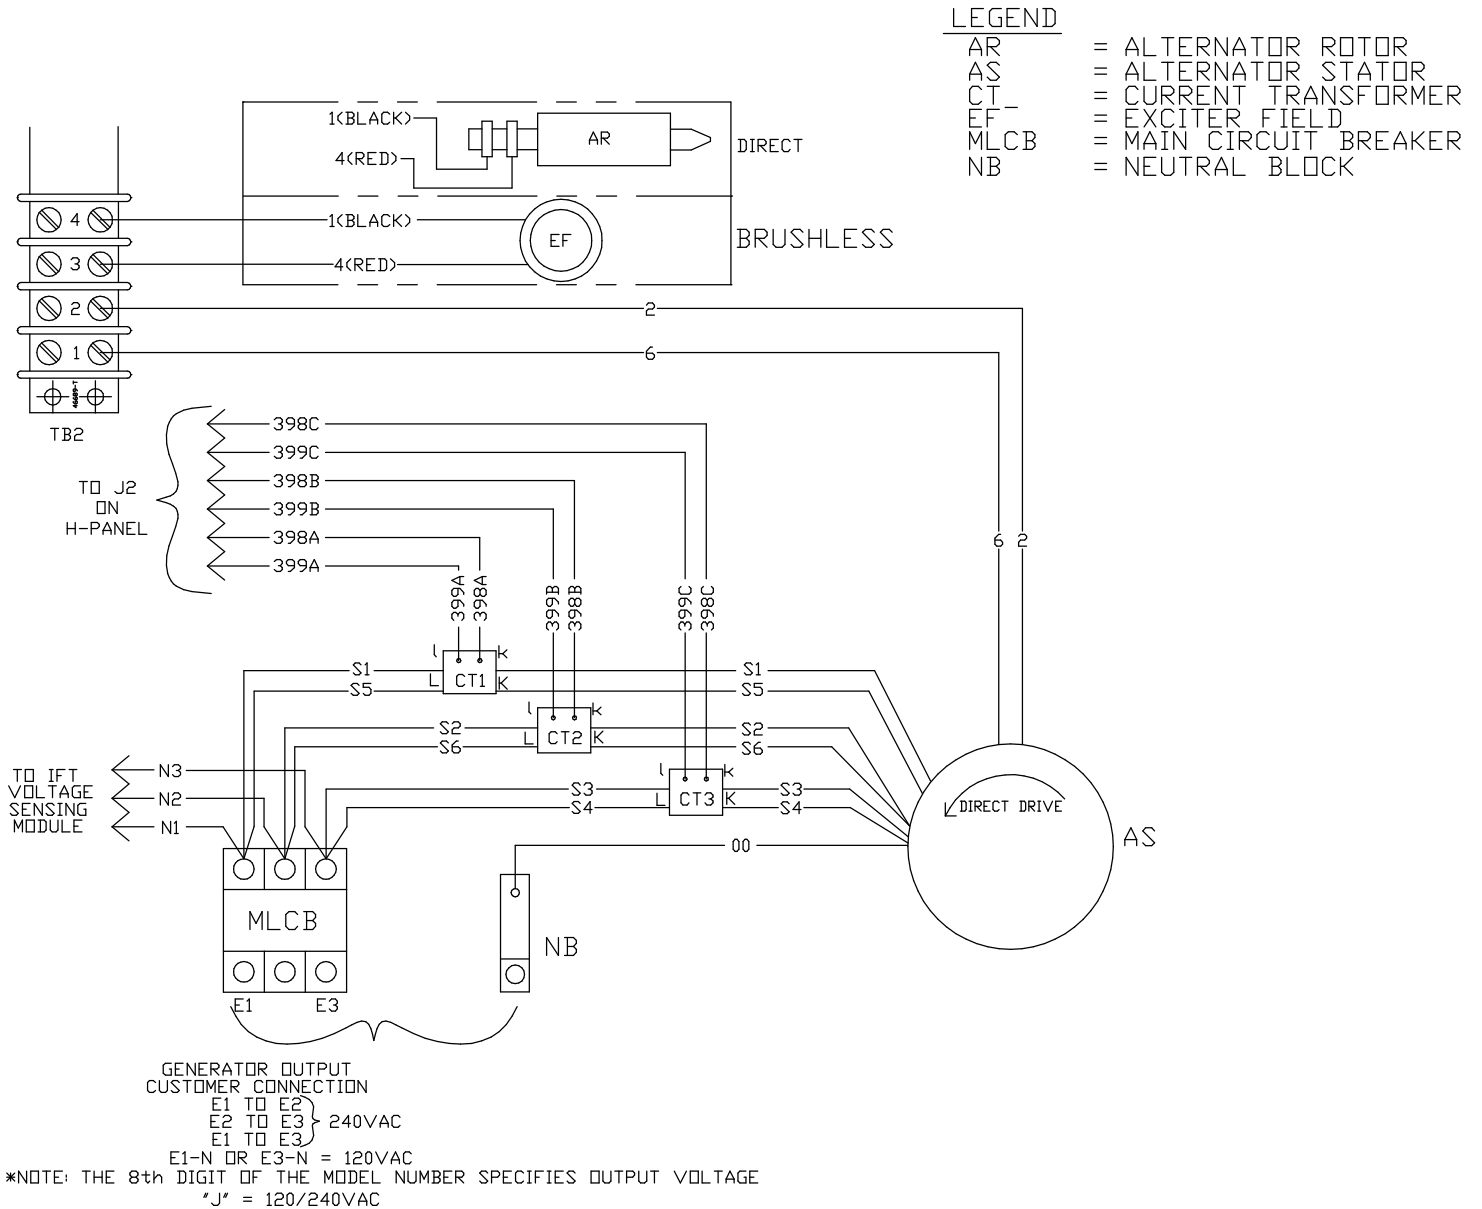 LEGEND
AR = ALTERNATOR ROTOR
AS = ALTERNATOR STATOR
CT_ = CURRENT TRANSFORMER
EF = EXCITER FIELD
MLCB = MAIN CIRCUIT BREAKER
NB = NEUTRAL BLOCK
1(BLACK)
AR
4(RED)
DIRECT
4
1(BLACK)
EF
BRUSHLESS
3
4(RED)
2
2
1
6
TB2
398C
399C
TO J2
ON
H-PANEL
398B
399B
398A
399A
6 2
399A
398A
399B
398B
399C
398C
l
k
S1
S1
L
CT1
K
S5
S5
l
k
S2
S2
L
CT2
K
S6
S6
l
k
TO IFT
VOLTAGE
SENSING
MODULE
N3
N2
N1
S3
S3
L
CT3
K
S4
S4
DIRECT DRIVE
AS
00
MLCB
NB
E1
E3
GENERATOR OUTPUT
CUSTOMER CONNECTION
E1 TO E2
E2 TO E3 240VAC
E1 TO E3
E1-N OR E3-N = 120VAC
*NOTE: THE 8th DIGIT OF THE MODEL NUMBER SPECIFIES OUTPUT VOLTAGE
"J" = 120/240VAC